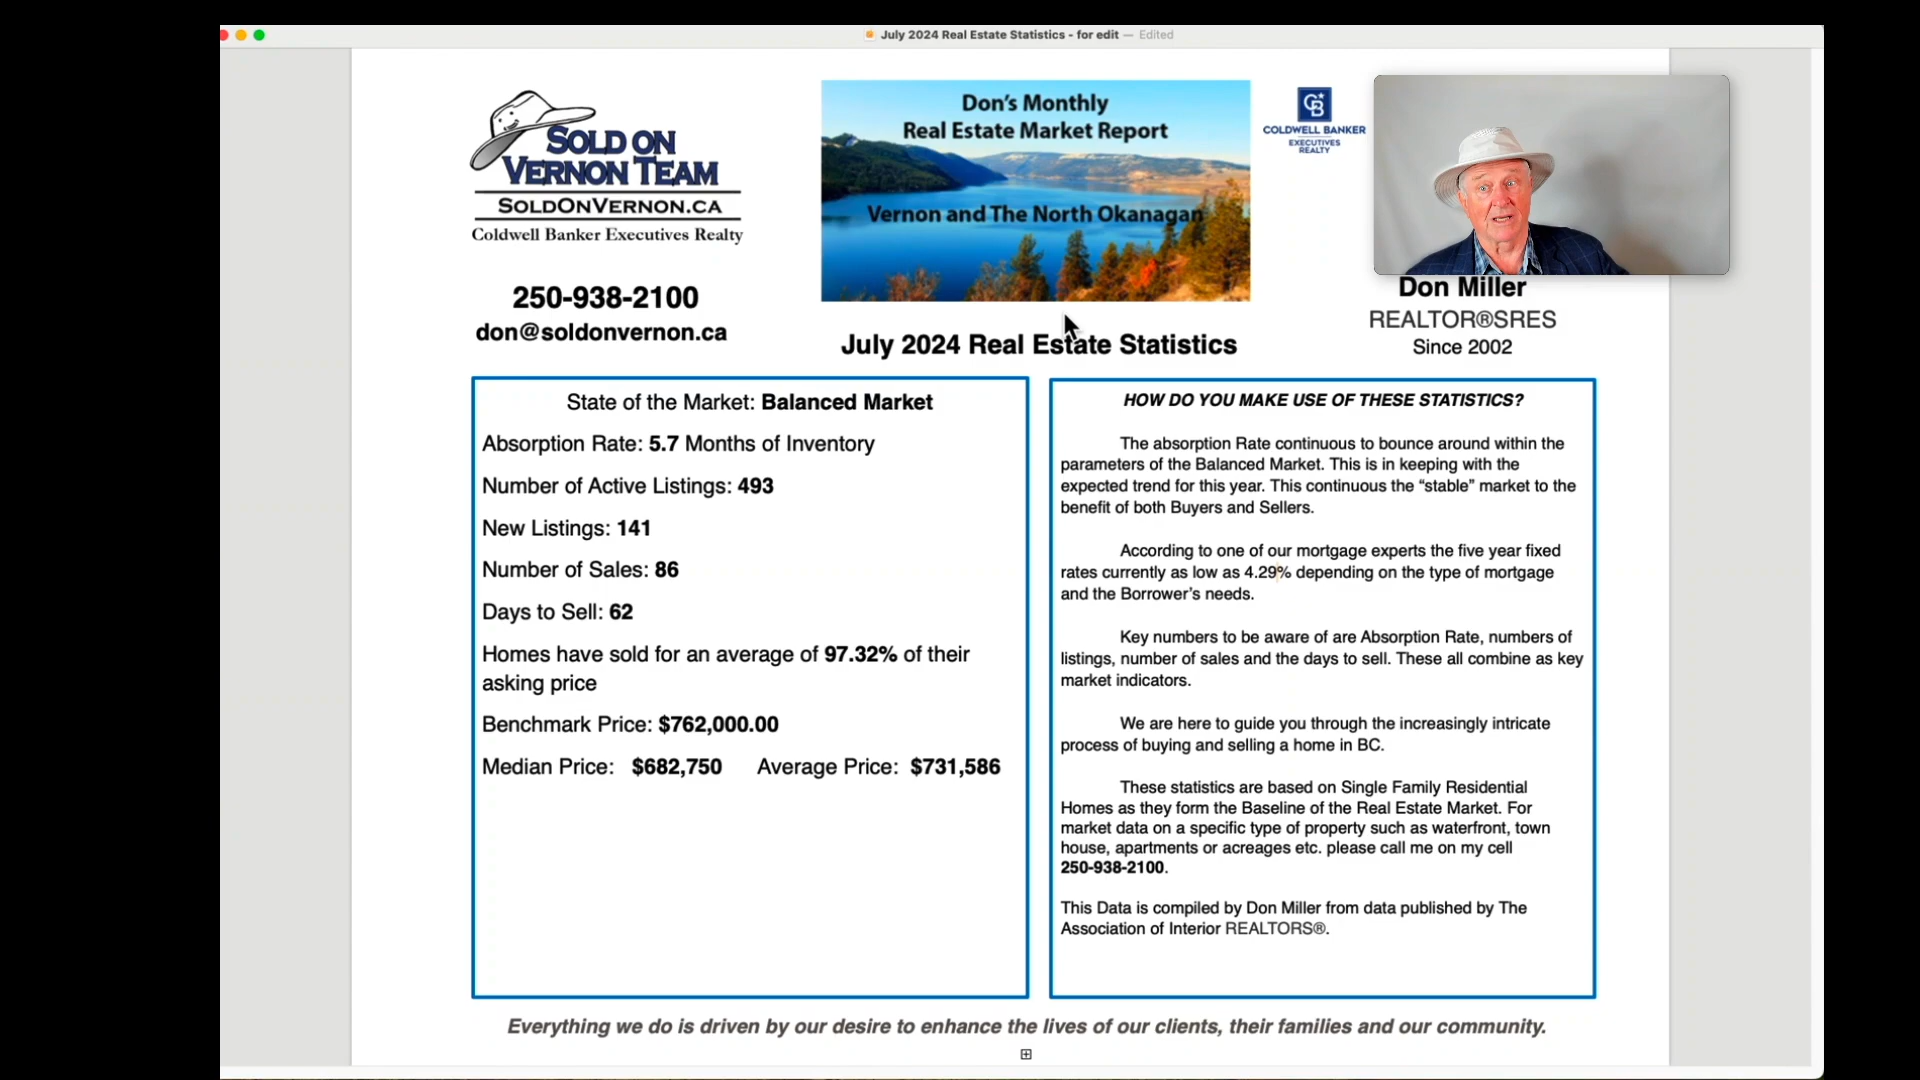 July 2024 Real Estate Statistics - for edit — Edited
SOLD ON
VERNON TEAM
SOLDONVERNON.CA
Coldwell Banker Executives Realty
250-938-2100
don@soldonvernon.ca
Don's Monthly
Real Estate Market Report
Vernon and The North Okanagan
July 2024 Real Estate Statistics
CB
COLDWELL BANKER
EXECUTIVES
REALTY
Don Miller
REALTOR®SRES
Since 2002
State of the Market: Balanced Market
Absorption Rate: 5.7 Months of Inventory
Number of Active Listings: 493
New Listings: 141
Number of Sales: 86
Days to Sell: 62
Homes have sold for an average of 97.32% of their
asking price
Benchmark Price: $762,000.00
Median Price: $682,750 Average Price: $731,586
HOW DO YOU MAKE USE OF THESE STATISTICS?
The absorption Rate continuous to bounce around within the
parameters of the Balanced Market. This is in keeping with the
expected trend for this year. This continuous the “stable” market to the
benefit of both Buyers and Sellers.
According to one of our mortgage experts the five year fixed
rates currently as low as 4.29% depending on the type of mortgage
and the Borrower's needs.
Key numbers to be aware of are Absorption Rate, numbers of
listings, number of sales and the days to sell. These all combine as key
market indicators.
We are here to guide you through the increasingly intricate
process of buying and selling a home in BC.
These statistics are based on Single Family Residential
Homes as they form the Baseline of the Real Estate Market. For
market data on a specific type of property such as waterfront, town
house, apartments or acreages etc. please call me on my cell
250-938-2100.
This Data is compiled by Don Miller from data published by The
Association of Interior REALTORS®.
Everything we do is driven by our desire to enhance the lives of our clients, their families and our community.